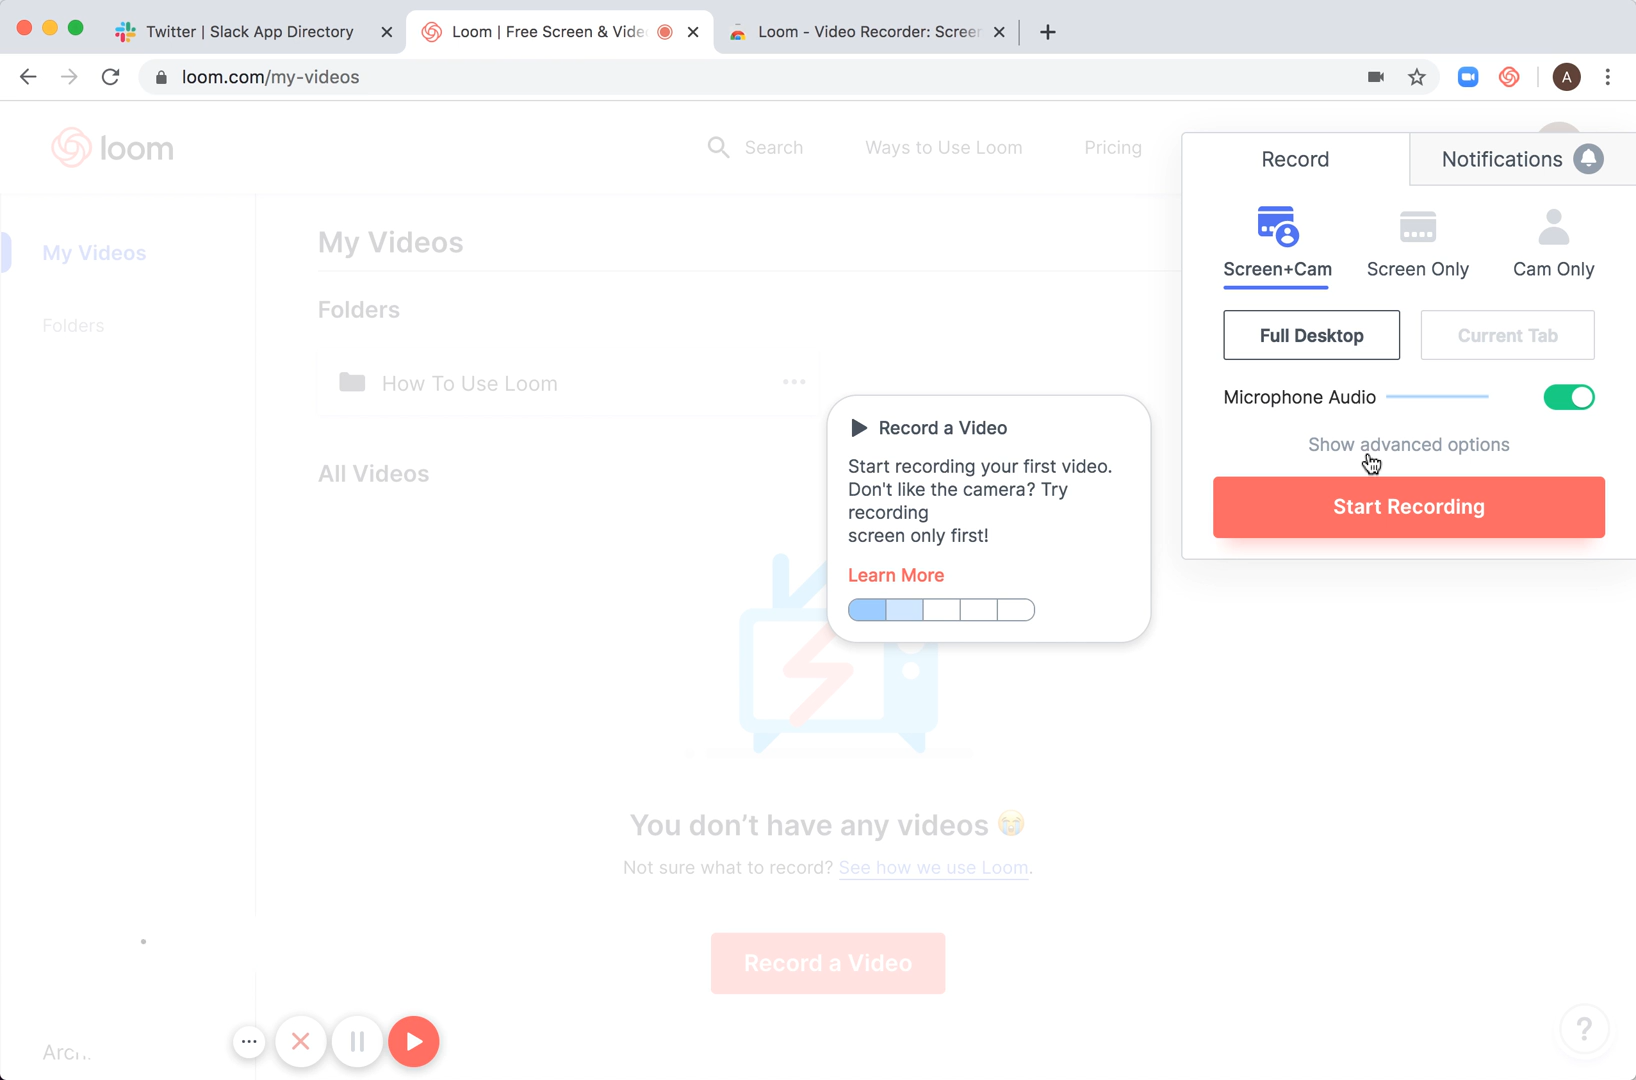 Twitter | Slack App Directory
Loom | Free Screen & Vide
Loom - Video Recorder: Screen
loom.com/my-videos
A
loom
Search
Ways to Use Loom
Pricing
Record
Notifications
My Videos
Folders
My Videos
Folders
How To Use Loom
All Videos
Screen+Cam
Screen Only
Cam Only
Full Desktop
Current Tab
Microphone Audio
Show advanced options
Start Recording
Record a Video
Start recording your first video.
Don't like the camera? Try
recording
screen only first!
Learn More
You don’t have any videos 😭
Not sure what to record? See how we use Loom.
Record a Video
?